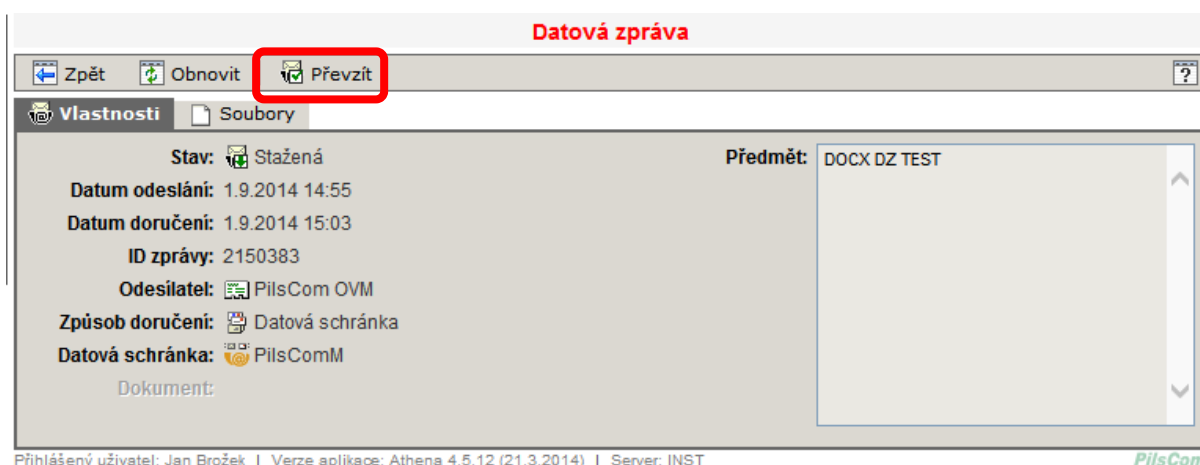 Datová zpráva
Zpět Obnovit Převzít ?
Vlastnosti Soubory
Stav: Stažená
Předmět: DOCX DZ TEST
Datum odeslání: 1.9.2014 14:55
Datum doručení: 1.9.2014 15:03
ID zprávy: 2150383
Odesílatel: PilsCom OVM
Způsob doručení: Datová schránka
Datová schránka: PilsComM
Dokument:
Přihlášený uživatel: Jan Brožek | Verze aplikace: Athena 4.5.12 (21.3.2014) | Server: INST
PilsCom